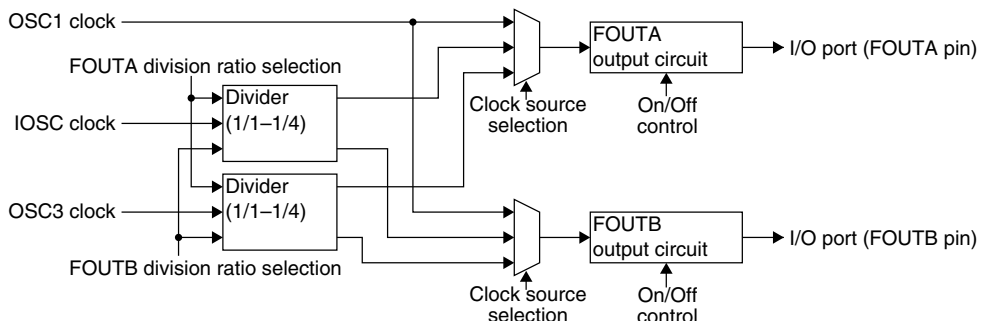 OSC1 clock
FOUTA division ratio selection
IOSC clock
Divider
(1/1–1/4)
OSC3 clock
Divider
(1/1–1/4)
FOUTB division ratio selection
Clock source
selection
FOUTA
output circuit
On/Off
control
I/O port (FOUTA pin)
Clock source
selection
FOUTB
output circuit
On/Off
control
I/O port (FOUTB pin)